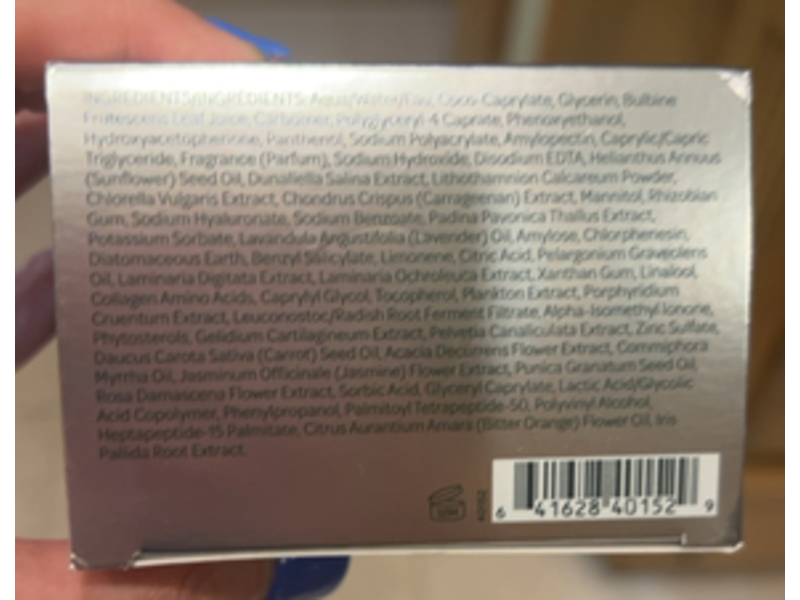 INGREDIENTS/INGRÉDIENTS: Aqua/Water/Eau, Coco-Caprylate, Glycerin, Bulbine
Frutescens Leaf Juice, Carbomer, Polyglyceryl-4 Caprate, Phenoxyethanol,
Hydroxyacetophenone, Panthenol, Sodium Polyacrylate, Amylopectin, Caprylic/Capric
Triglyceride, Fragrance (Parfum), Sodium Hydroxide, Disodium EDTA, Helianthus Annuus
(Sunflower) Seed Oil, Dunaliella Salina Extract, Lithothamnion Calcareum Powder,
Chlorella Vulgaris Extract, Chondrus Crispus (Carrageenan) Extract, Mannitol, Rhizobian
Gum, Sodium Hyaluronate, Sodium Benzoate, Padina Pavonica Thallus Extract,
Potassium Sorbate, Lavandula Angustifolia (Lavender) Oil, Amylose, Chlorphenesin,
Diatomaceous Earth, Benzyl Salicylate, Limonene, Citric Acid, Pelargonium Graveolens
Oil, Laminaria Digitata Extract, Laminaria Ochroleuca Extract, Xanthan Gum, Linalool,
Collagen Amino Acids, Caprylyl Glycol, Tocopherol, Plankton Extract, Porphyridium
Cruentum Extract, Leuconostoc/Radish Root Ferment Filtrate, Alpha-Isomethyl Ionone,
Phytosterols, Gelidium Cartilagineum Extract, Pelvetia Canaliculata Extract, Zinc Sulfate,
Daucus Carota Sativa (Carrot) Seed Oil, Acacia Decurrens Flower Extract, Commiphora
Myrrha Oil, Jasminum Officinale (Jasmine) Flower Extract, Punica Granatum Seed Oil,
Rosa Damascena Flower Extract, Sorbic Acid, Glyceryl Caprylate, Lactic Acid/Glycolic
Acid Copolymer, Phenylpropanol, Palmitoyl Tetrapeptide-50, Polyvinyl Alcohol,
Heptapeptide-15 Palmitate, Citrus Aurantium Amara (Bitter Orange) Flower Oil, Iris
Pallida Root Extract.
6 41628 40152 9